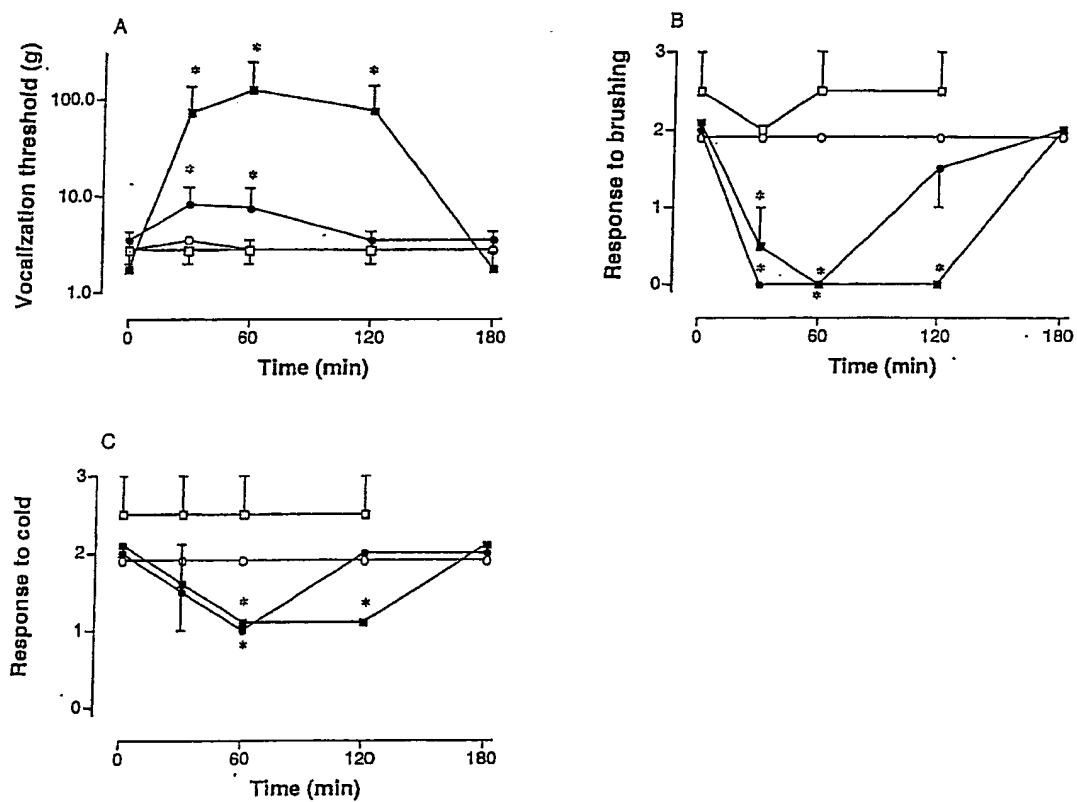 A
Vocalization threshold (g)
100.0
10.0
1.0
* * *
* *
0 60 120 180
Time (min)
B
Response to brushing
3
2
1
0
*
* * *
*
0 60 120 180
Time (min)
C
Response to cold
3
2
1
0
* *
*
0 60 120 180
Time (min)